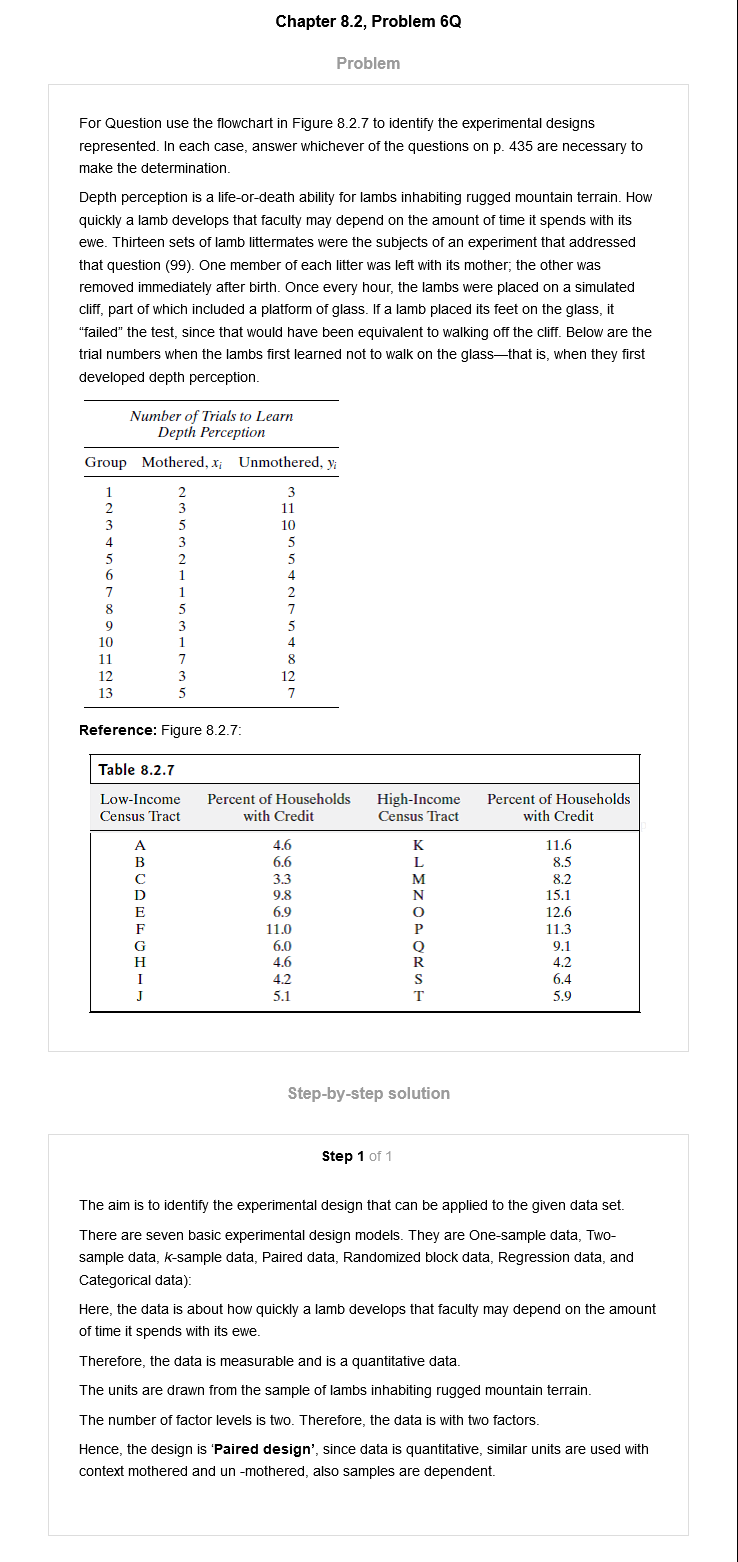 Chapter 8.2, Problem 6Q
Problem
For Question use the flowchart in Figure 8.2.7 to identify the experimental designs
represented. In each case, answer whichever of the questions on p. 435 are necessary to
make the determination.
Depth perception is a life-or-death ability for lambs inhabiting rugged mountain terrain. How
quickly a lamb develops that faculty may depend on the amount of time it spends with its
ewe. Thirteen sets of lamb littermates were the subjects of an experiment that addressed
that question (99). One member of each litter was left with its mother; the other was
removed immediately after birth. Once every hour, the lambs were placed on a simulated
cliff, part of which included a platform of glass. If a lamb placed its feet on the glass, it
“failed” the test, since that would have been equivalent to walking off the cliff. Below are the
trial numbers when the lambs first learned not to walk on the glass—that is, when they first
developed depth perception.
Number of Trials to Learn
Depth Perception
Group Mothered, xᵢ Unmothered, yᵢ
1 2 3
2 3 11
3 5 10
4 3 5
5 2 5
6 1 4
7 1 2
8 5 7
9 3 5
10 1 4
11 7 8
12 3 12
13 5 7
Reference: Figure 8.2.7:
Table 8.2.7
Low-Income Percent of Households High-Income Percent of Households
Census Tract with Credit Census Tract with Credit
A 4.6 K 11.6
B 6.6 L 8.5
C 3.3 M 8.2
D 9.8 N 15.1
E 6.9 O 12.6
F 11.0 P 11.3
G 6.0 Q 9.1
H 4.6 R 4.2
I 4.2 S 6.4
J 5.1 T 5.9
Step-by-step solution
Step 1 of 1
The aim is to identify the experimental design that can be applied to the given data set.
There are seven basic experimental design models. They are One-sample data, Two-
sample data, k-sample data, Paired data, Randomized block data, Regression data, and
Categorical data):
Here, the data is about how quickly a lamb develops that faculty may depend on the amount
of time it spends with its ewe.
Therefore, the data is measurable and is a quantitative data.
The units are drawn from the sample of lambs inhabiting rugged mountain terrain.
The number of factor levels is two. Therefore, the data is with two factors.
Hence, the design is ‘Paired design’, since data is quantitative, similar units are used with
context mothered and un -mothered, also samples are dependent.